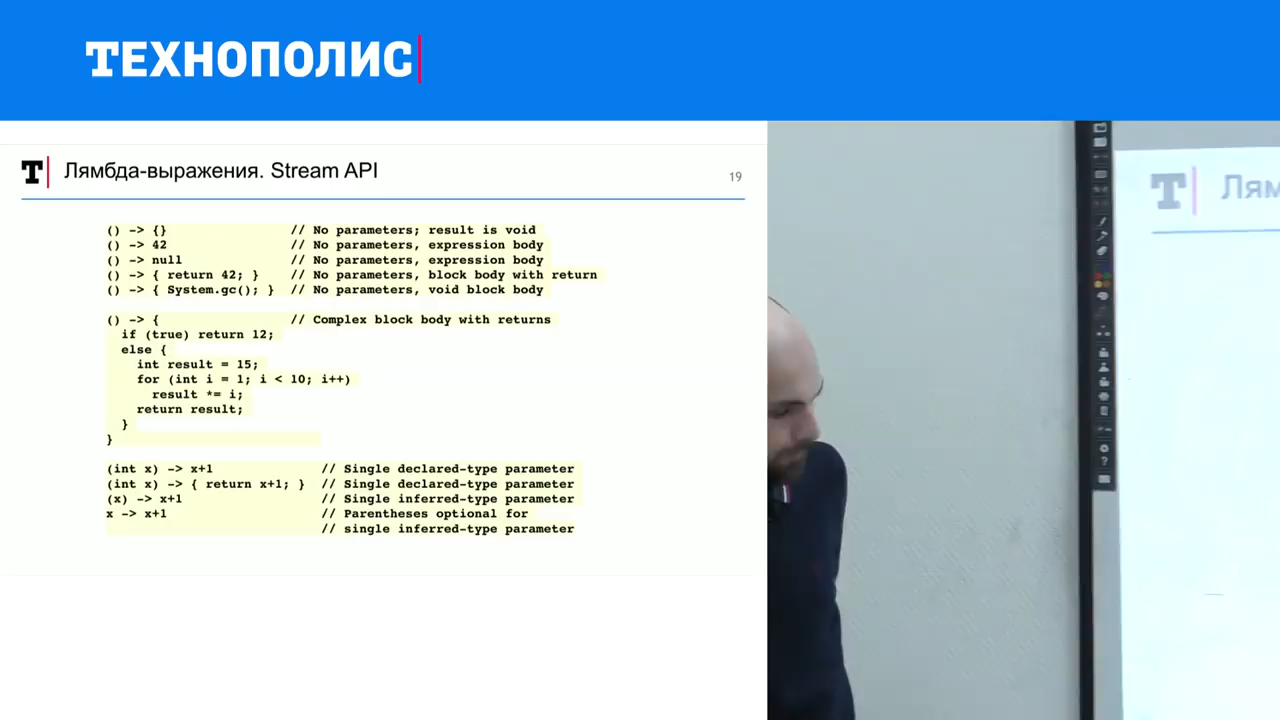 ТЕХНОПОЛИС
T Лямбда-выражения. Stream API
19
() -> {} // No parameters; result is void
() -> 42 // No parameters, expression body
() -> null // No parameters, expression body
() -> { return 42; } // No parameters, block body with return
() -> { System.gc(); } // No parameters, void block body
() -> { // Complex block body with returns
if (true) return 12;
else {
int result = 15;
for (int i = 1; i < 10; i++)
result *= i;
return result;
}
}
(int x) -> x+1 // Single declared-type parameter
(int x) -> { return x+1; } // Single declared-type parameter
(x) -> x+1 // Single inferred-type parameter
x -> x+1 // Parentheses optional for
// single inferred-type parameter
T Лям